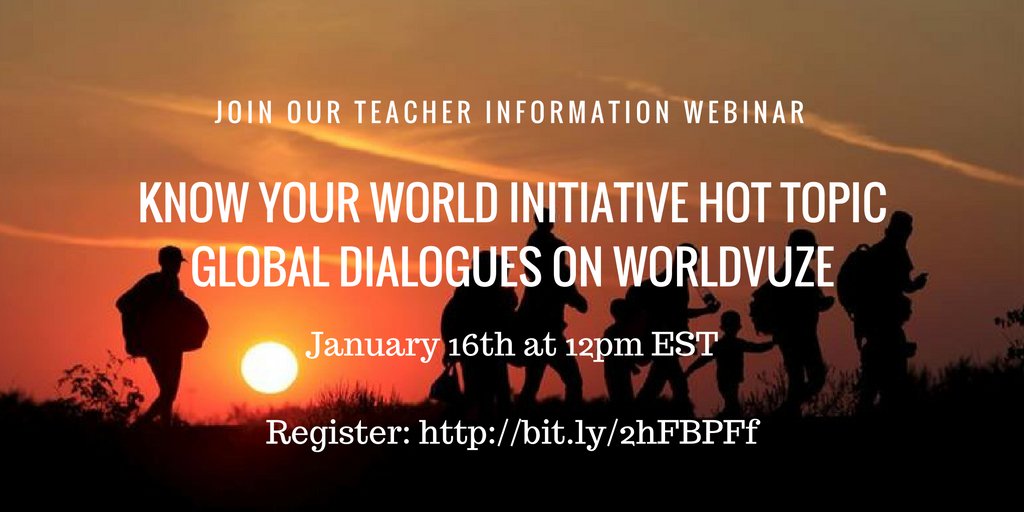 JOIN OUR TEACHER INFORMATION WEBINAR
KNOW YOUR WORLD INITIATIVE HOT TOPIC
GLOBAL DIALOGUES ON WORLDVUZE
January 16th at 12pm EST
Register: http://bit.ly/2hFBPFf